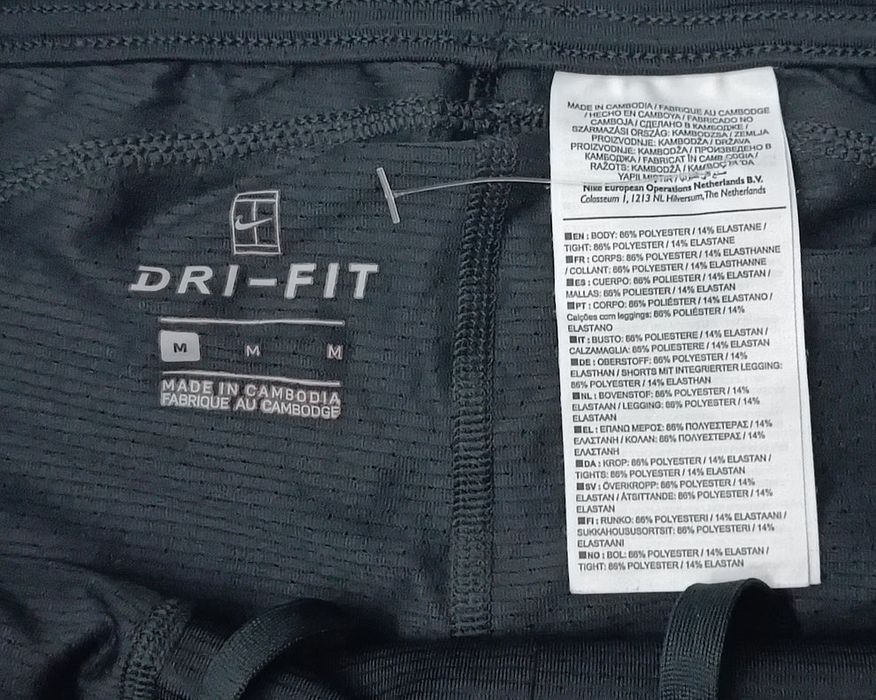 DRI-FIT
M M M
MADE IN CAMBODIA
FABRIQUE AU CAMBODGE
MADE IN CAMBODIA / FABRIQUE AU CAMBODGE
/ HECHO EN CAMBOYA / FABRICADO NO
CAMBOJA / СДЕЛАНО В КАМБОДЖЕ /
SZÁRMAZÁSI ORSZÁG: KAMBODZSA / ZEMLJA
PROIZVODNJE: KAMBODŽA / DRŽAVA
PROIZVODNJE: KAMBODŽA / ПРОИЗВЕДЕНО В
КАМБОДЖА / FABRICAT ÎN CAMBODGIA /
RAŽOTS: KAMBODŽĀ /
Nike European Operations Netherlands B.V.
Colosseum 1, 1213 NL Hilversum, The Netherlands
EN : BODY: 86% POLYESTER / 14% ELASTANE /
TIGHT: 86% POLYESTER / 14% ELASTANE
FR : CORPS: 86% POLYESTER / 14% ELASTHANNE
/ COLLANT: 86% POLYESTER / 14% ELASTHANNE
ES : CUERPO: 86% POLIESTER / 14% ELASTAN /
MALLAS: 86% POLIESTER / 14% ELASTAN
PT : CORPO: 86% POLIÉSTER / 14% ELASTANO /
Calções com leggings: 86% POLIÉSTER / 14%
ELASTANO
IT : BUSTO: 86% POLIESTERE / 14% ELASTAN /
CALZAMAGLIA: 86% POLIESTERE / 14% ELASTAN
DE : OBERSTOFF: 86% POLYESTER / 14%
ELASTHAN / SHORTS MIT INTEGRIERTER LEGGING:
86% POLYESTER / 14% ELASTHAN
NL : BOVENSTOF: 86% POLYESTER / 14%
ELASTAAN / LEGGING: 86% POLYESTER / 14%
ELASTAAN
EL : ΕΠΑΝΩ ΜΕΡΟΣ: 86% ΠΟΛΥΕΣΤΕΡΑΣ / 14%
ΕΛΑΣΤΑΝΗ / ΚΟΛΑΝ: 86% ΠΟΛΥΕΣΤΕΡΑΣ / 14%
ΕΛΑΣΤΑΝΗ
DA : KROP: 86% POLYESTER / 14% ELASTAN /
TIGHTS: 86% POLYESTER / 14% ELASTAN
SV : ÖVERKROPP: 86% POLYESTER / 14%
ELASTAN / ÅTSITTANDE: 86% POLYESTER / 14%
ELASTAN
FI : RUNKO: 86% POLYESTERI / 14% ELASTAANI /
SUKKAHOUSUSORTSIT: 86% POLYESTERI / 14%
ELASTAANI
NO : BOL: 86% POLYESTER / 14% ELASTAN /
TIGHT: 86% POLYESTER / 14% ELASTAN